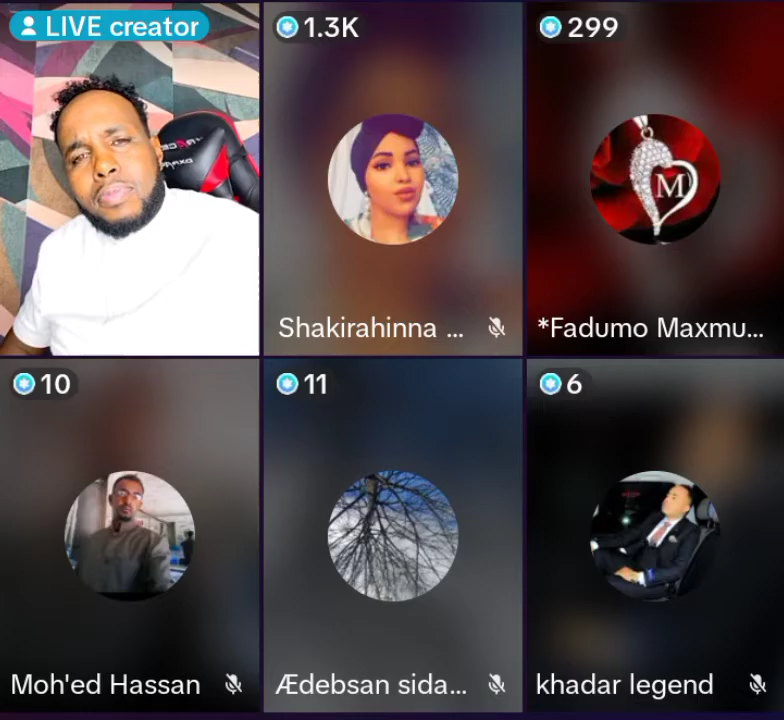 LIVE creator
1.3K
299
M
Shakirahinna ...
*Fadumo Maxmu...
10
11
6
Moh'ed Hassan
Ædebsan sida...
khadar legend